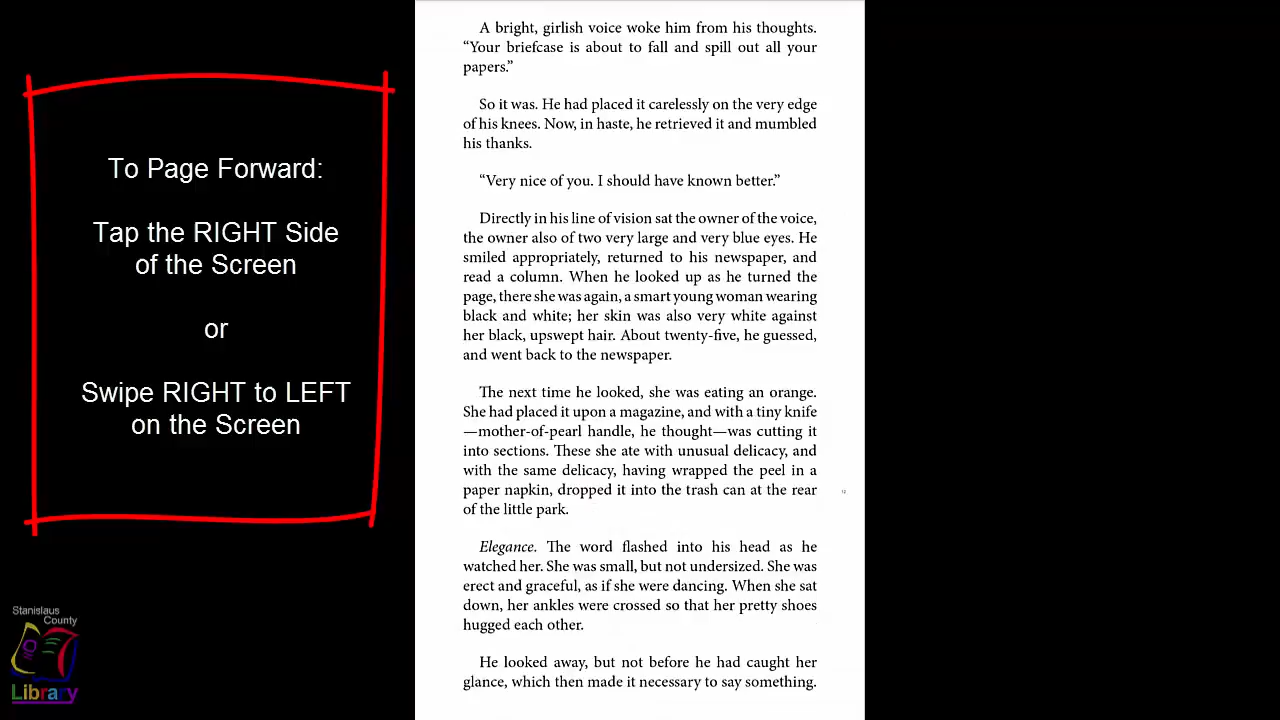 To Page Forward:
Tap the RIGHT Side
of the Screen
or
Swipe RIGHT to LEFT
on the Screen
Stanislaus
County
Library
A bright, girlish voice woke him from his thoughts.
“Your briefcase is about to fall and spill out all your
papers.”
So it was. He had placed it carelessly on the very edge
of his knees. Now, in haste, he retrieved it and mumbled
his thanks.
“Very nice of you. I should have known better.”
Directly in his line of vision sat the owner of the voice,
the owner also of two very large and very blue eyes. He
smiled appropriately, returned to his newspaper, and
read a column. When he looked up as he turned the
page, there she was again, a smart young woman wearing
black and white; her skin was also very white against
her black, upswept hair. About twenty-five, he guessed,
and went back to the newspaper.
The next time he looked, she was eating an orange.
She had placed it upon a magazine, and with a tiny knife
—mother-of-pearl handle, he thought—was cutting it
into sections. These she ate with unusual delicacy, and
with the same delicacy, having wrapped the peel in a
paper napkin, dropped it into the trash can at the rear
of the little park.
12
Elegance. The word flashed into his head as he
watched her. She was small, but not undersized. She was
erect and graceful, as if she were dancing. When she sat
down, her ankles were crossed so that her pretty shoes
hugged each other.
He looked away, but not before he had caught her
glance, which then made it necessary to say something.